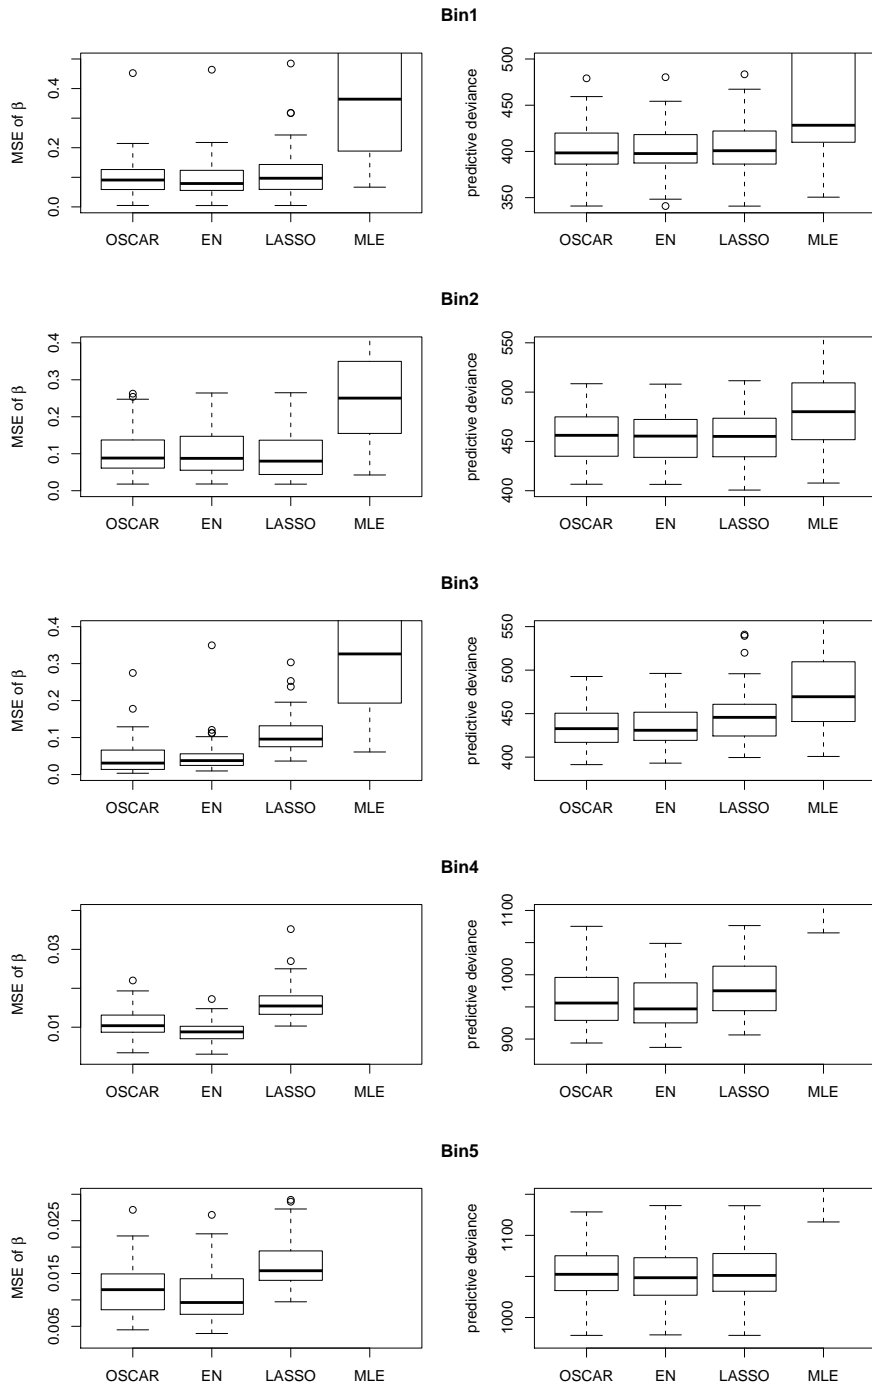 Bin1
MSE of β
0.0
0.2
0.4
OSCAR EN LASSO MLE
predictive deviance
350
400
450
500
OSCAR EN LASSO MLE
Bin2
MSE of β
0.0
0.1
0.2
0.3
0.4
OSCAR EN LASSO MLE
predictive deviance
400
450
500
550
OSCAR EN LASSO MLE
Bin3
MSE of β
0.0
0.1
0.2
0.3
0.4
OSCAR EN LASSO MLE
predictive deviance
400
450
500
550
OSCAR EN LASSO MLE
Bin4
MSE of β
0.01
0.03
OSCAR EN LASSO MLE
predictive deviance
900
1000
1100
OSCAR EN LASSO MLE
Bin5
MSE of β
0.005
0.015
0.025
OSCAR EN LASSO MLE
predictive deviance
1000
1100
OSCAR EN LASSO MLE